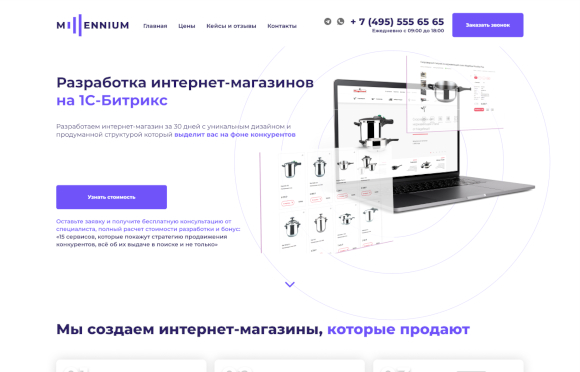 MILLENNIUM
Главная Цены Кейсы и отзывы Контакты
+ 7 (495) 555 65 65
Ежедневно с 09:00 до 18:00
Заказать звонок
Разработка интернет-магазинов
на 1С-Битрикс
Разработаем интернет-магазин за 30 дней с уникальным дизайном и
продуманной структурой который выделит вас на фоне конкурентов
Узнать стоимость
Оставьте заявку и получите бесплатную консультацию от
специалиста, полный расчет стоимости разработки и бонус:
«15 сервисов, которые покажут стратегию продвижения
конкурентов, всё об их выдаче в поиске и не только»
Мы создаем интернет-магазины, которые продают